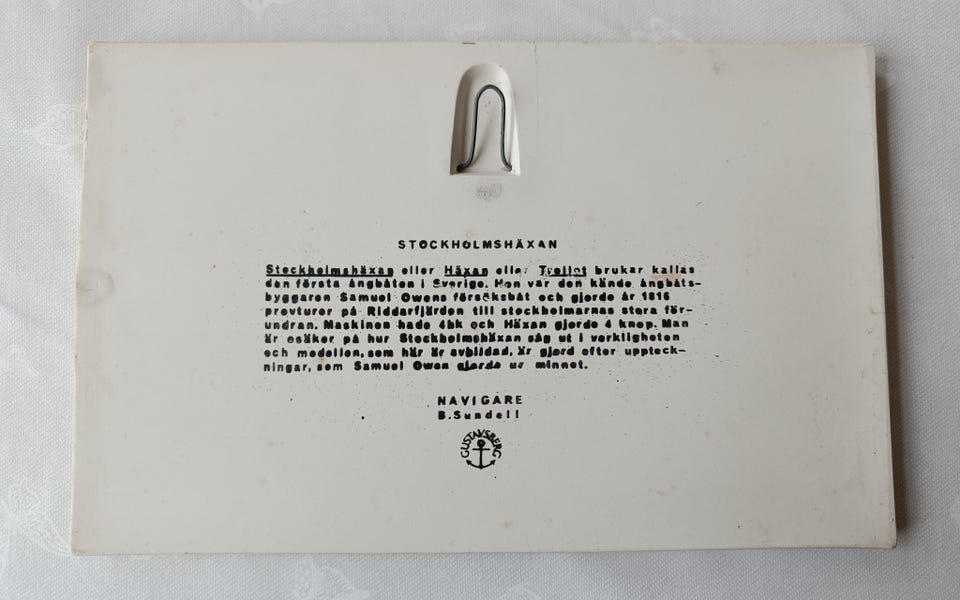 STOCKHOLMSHÄXAN
Stockholmshäxan eller Häxan eller Trollet brukar kallas
den första ångbåten i Sverige. Hon var den kände ångbåts-
byggaren Samuel Owens försöksbåt och gjorde år 1816
provturer på Riddarfjärden till stockholmarnas stora för-
undran. Maskinen hade 4hk och Häxan gjorde 4 knop. Man
är osäker på hur Stockholmshäxan såg ut i verkligheten
och modellen, som här är avbildad, är gjord efter uppteck-
ningar, som Samuel Owen gjorde ur minnet.
NAVIGARE
B.Sundell
GUSTAVSBERG